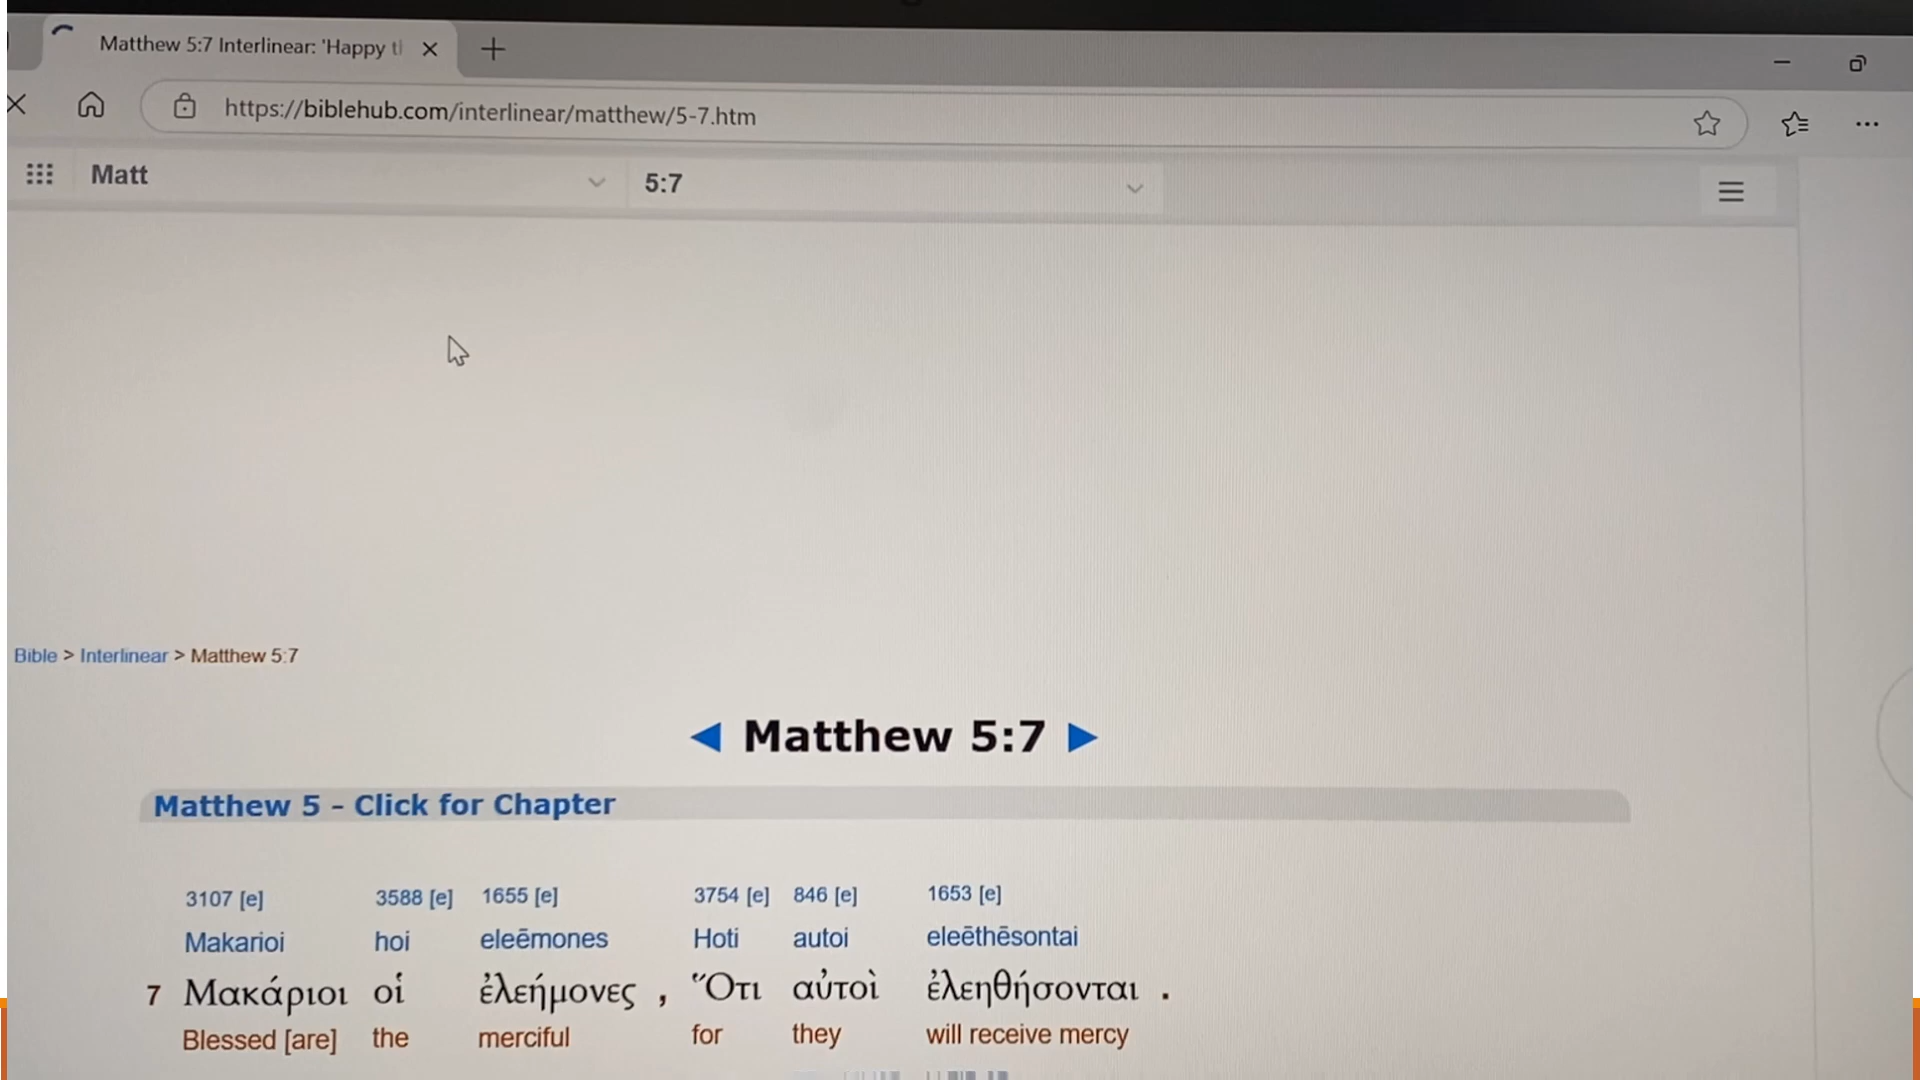 Matthew 5:7 Interlinear: 'Happy tl
https://biblehub.com/interlinear/matthew/5-7.htm
Matt 5:7
Bible > Interlinear > Matthew 5:7
Matthew 5:7
Matthew 5 - Click for Chapter
3107 [e] 3588 [e] 1655 [e] 3754 [e] 846 [e] 1653 [e]
Makarioi hoi eleēmones Hoti autoi eleēthēsontai
7 Μακάριοι οἱ ἐλεήμονες , Ὅτι αὐτοὶ ἐλεηθήσονται .
Blessed [are] the merciful for they will receive mercy